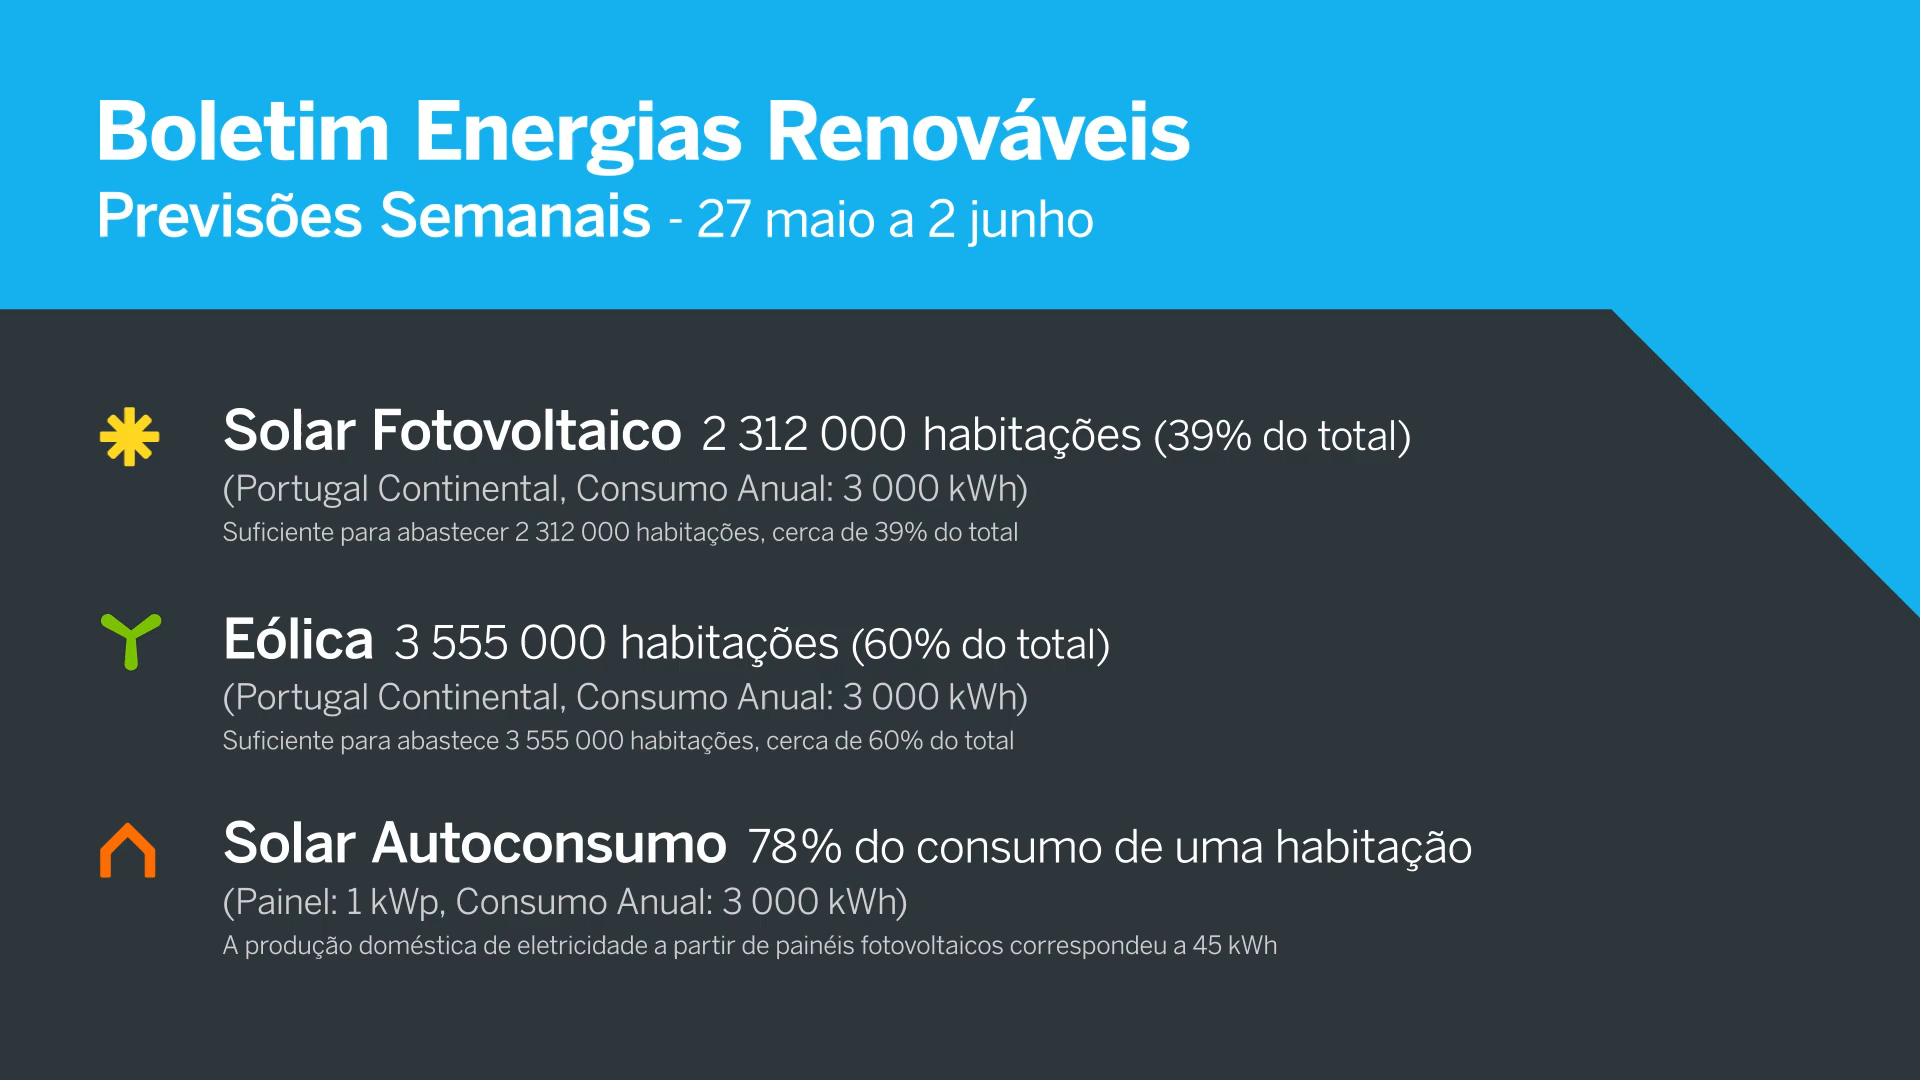 Boletim Energias Renováveis
Previsões Semanais - 27 maio a 2 junho
Solar Fotovoltaico 2 312 000 habitações (39% do total)
(Portugal Continental, Consumo Anual: 3 000 kWh)
Suficiente para abastecer 2 312 000 habitações, cerca de 39% do total
Eólica 3 555 000 habitações (60% do total)
(Portugal Continental, Consumo Anual: 3 000 kWh)
Suficiente para abastece 3 555 000 habitações, cerca de 60% do total
Solar Autoconsumo 78% do consumo de uma habitação
(Painel: 1 kWp, Consumo Anual: 3 000 kWh)
A produção doméstica de eletricidade a partir de painéis fotovoltaicos correspondeu a 45 kWh